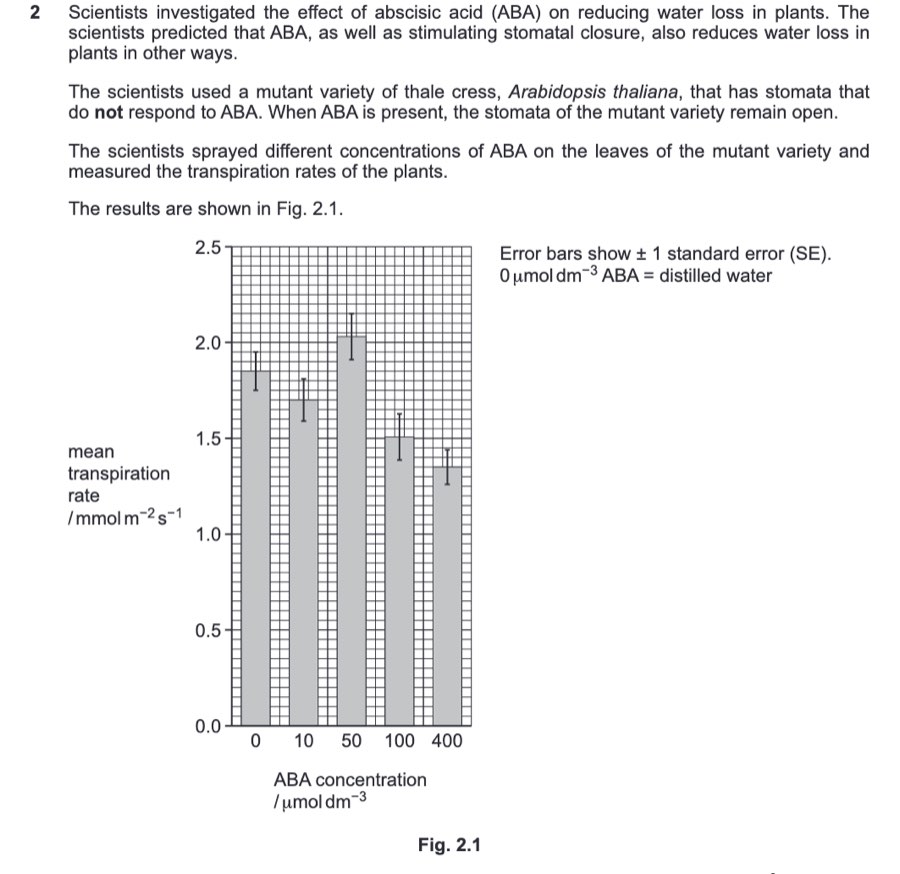 2 Scientists investigated the effect of abscisic acid (ABA) on reducing water loss in plants. The
scientists predicted that ABA, as well as stimulating stomatal closure, also reduces water loss in
plants in other ways.
The scientists used a mutant variety of thale cress, Arabidopsis thaliana, that has stomata that
do not respond to ABA. When ABA is present, the stomata of the mutant variety remain open.
The scientists sprayed different concentrations of ABA on the leaves of the mutant variety and
measured the transpiration rates of the plants.
The results are shown in Fig. 2.1.
2.5
2.0
1.5
1.0
0.5
0.0
mean
transpiration
rate
/mmol m⁻² s⁻¹
0 10 50 100 400
ABA concentration
/μmol dm⁻³
Error bars show ± 1 standard error (SE).
0 μmol dm⁻³ ABA = distilled water
Fig. 2.1